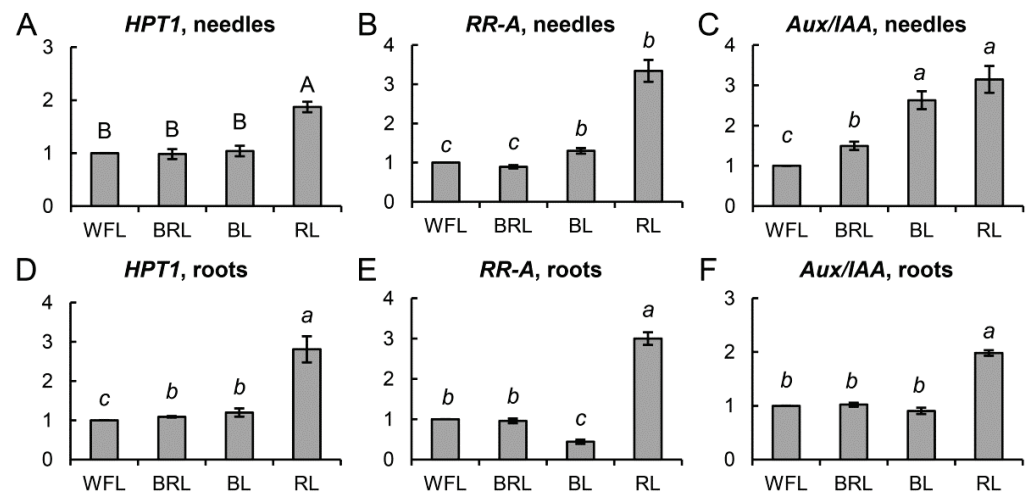 A HPT1, needles
3
2
1
0
B B B A
WFL BRL BL RL
B RR-A, needles
4
3
2
1
0
c c b b
WFL BRL BL RL
C Aux/IAA, needles
4
3
2
1
0
c b a a
WFL BRL BL RL
D HPT1, roots
4
3
2
1
0
c b b a
WFL BRL BL RL
E RR-A, roots
4
3
2
1
0
b b c a
WFL BRL BL RL
F Aux/IAA, roots
3
2
1
0
b b b a
WFL BRL BL RL